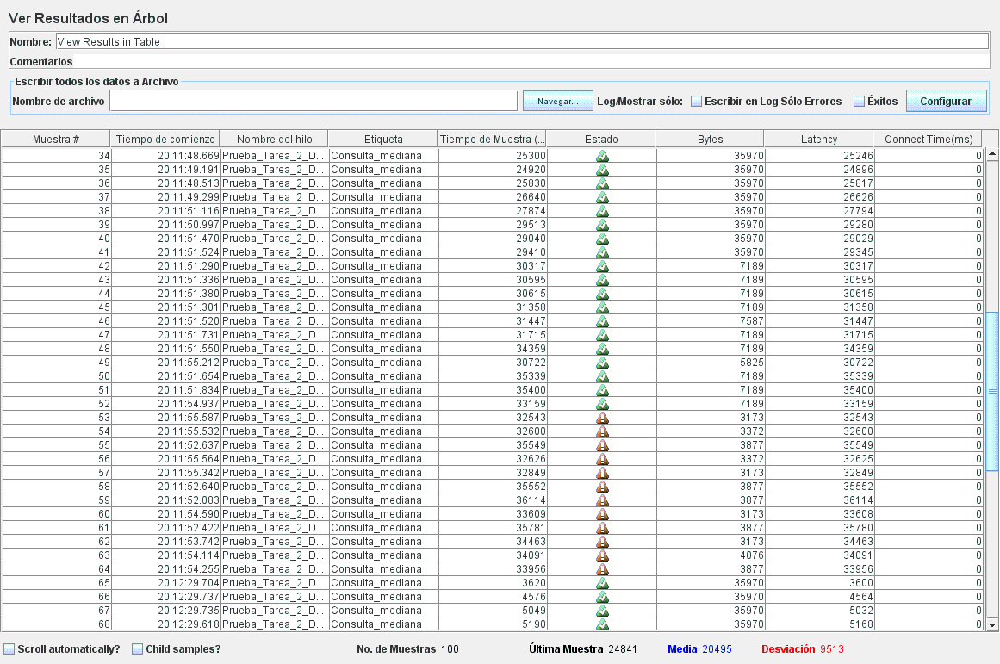 Ver Resultados en Árbol
Nombre: View Results in Table
Comentarios
Escribir todos los datos a Archivo
Nombre de archivo Navegar... Log/Mostrar sólo: Escribir en Log Sólo Errores Éxitos Configurar
Muestra # Tiempo de comienzo Nombre del hilo Etiqueta Tiempo de Muestra (... Estado Bytes Latency Connect Time(ms)
34 20:11:48.669 Prueba_Tarea_2_D... Consulta_mediana 25300 35970 25246 0
35 20:11:49.191 Prueba_Tarea_2_D... Consulta_mediana 24920 35970 24896 0
36 20:11:48.513 Prueba_Tarea_2_D... Consulta_mediana 25830 35970 25817 0
37 20:11:49.299 Prueba_Tarea_2_D... Consulta_mediana 26640 35970 26626 0
38 20:11:51.116 Prueba_Tarea_2_D... Consulta_mediana 27874 35970 27794 0
39 20:11:50.997 Prueba_Tarea_2_D... Consulta_mediana 29513 35970 29280 0
40 20:11:51.470 Prueba_Tarea_2_D... Consulta_mediana 29040 35970 29029 0
41 20:11:51.524 Prueba_Tarea_2_D... Consulta_mediana 29410 35970 29345 0
42 20:11:51.290 Prueba_Tarea_2_D... Consulta_mediana 30317 7189 30317 0
43 20:11:51.336 Prueba_Tarea_2_D... Consulta_mediana 30595 7189 30595 0
44 20:11:51.380 Prueba_Tarea_2_D... Consulta_mediana 30615 7189 30615 0
45 20:11:51.301 Prueba_Tarea_2_D... Consulta_mediana 31358 7189 31358 0
46 20:11:51.520 Prueba_Tarea_2_D... Consulta_mediana 31447 7587 31447 0
47 20:11:51.731 Prueba_Tarea_2_D... Consulta_mediana 31715 7189 31715 0
48 20:11:51.550 Prueba_Tarea_2_D... Consulta_mediana 34359 7189 34359 0
49 20:11:55.212 Prueba_Tarea_2_D... Consulta_mediana 30722 5825 30722 0
50 20:11:51.654 Prueba_Tarea_2_D... Consulta_mediana 35339 7189 35339 0
51 20:11:51.834 Prueba_Tarea_2_D... Consulta_mediana 35400 7189 35400 0
52 20:11:54.937 Prueba_Tarea_2_D... Consulta_mediana 33159 7189 33159 0
53 20:11:55.587 Prueba_Tarea_2_D... Consulta_mediana 32543 3173 32543 0
54 20:11:55.532 Prueba_Tarea_2_D... Consulta_mediana 32600 3372 32600 0
55 20:11:52.637 Prueba_Tarea_2_D... Consulta_mediana 35549 3877 35549 0
56 20:11:55.564 Prueba_Tarea_2_D... Consulta_mediana 32626 3372 32625 0
57 20:11:55.342 Prueba_Tarea_2_D... Consulta_mediana 32849 3173 32849 0
58 20:11:52.640 Prueba_Tarea_2_D... Consulta_mediana 35552 3877 35552 0
59 20:11:52.083 Prueba_Tarea_2_D... Consulta_mediana 36114 3877 36114 0
60 20:11:54.590 Prueba_Tarea_2_D... Consulta_mediana 33609 3173 33608 0
61 20:11:52.422 Prueba_Tarea_2_D... Consulta_mediana 35781 3877 35780 0
62 20:11:53.742 Prueba_Tarea_2_D... Consulta_mediana 34463 3173 34463 0
63 20:11:54.114 Prueba_Tarea_2_D... Consulta_mediana 34091 4076 34091 0
64 20:11:54.255 Prueba_Tarea_2_D... Consulta_mediana 33956 3877 33956 0
65 20:12:29.704 Prueba_Tarea_2_D... Consulta_mediana 3620 35970 3600 0
66 20:12:29.737 Prueba_Tarea_2_D... Consulta_mediana 4576 35970 4564 0
67 20:12:29.735 Prueba_Tarea_2_D... Consulta_mediana 5049 35970 5032 0
68 20:12:29.618 Prueba_Tarea_2_D... Consulta_mediana 5190 35970 5168 0
Scroll automatically? Child samples? No. de Muestras 100 Última Muestra 24841 Media 20495 Desviación 9513